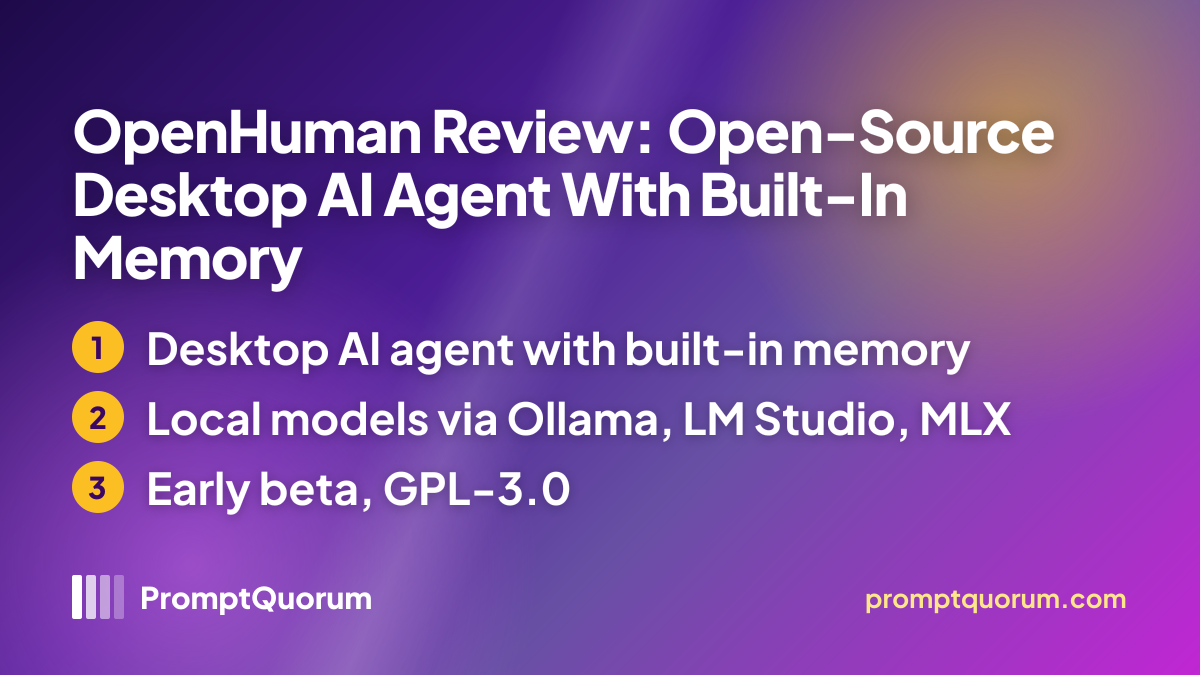 OpenHuman Review: Open-Source
Desktop AI Agent With Built-In
Memory
1 Desktop AI agent with built-in memory
2 Local models via Ollama, LM Studio, MLX
3 Early beta, GPL-3.0
PromptQuorum
promptquorum.com